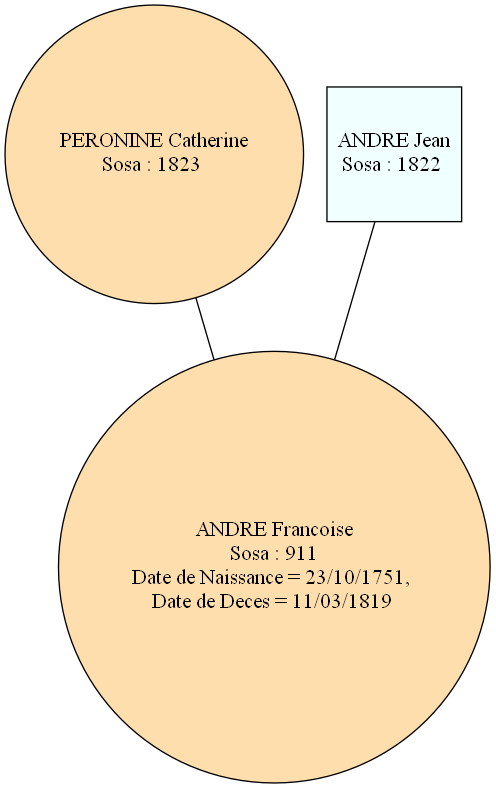 PERONINE Catherine
Sosa : 1823
ANDRE Jean
Sosa : 1822
ANDRE Francoise
Sosa : 911
Date de Naissance = 23/10/1751,
Date de Deces = 11/03/1819